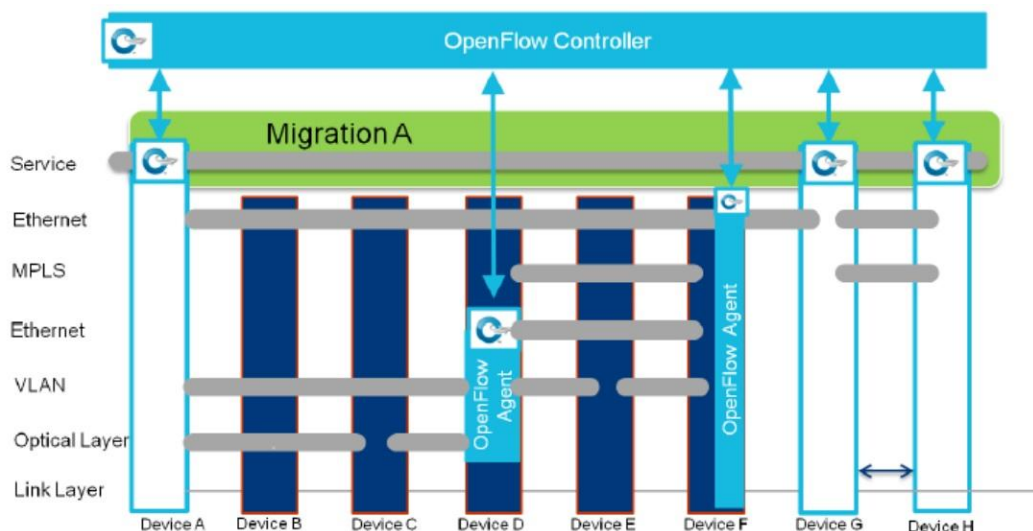 OpenFlow Controller
Migration A
Service
Ethernet
MPLS
Ethernet
VLAN
Optical Layer
Link Layer
OpenFlow
Agent
OpenFlow Agent
Device A
Device B
Device C
Device D
Device E
Device F
Device G
Device H